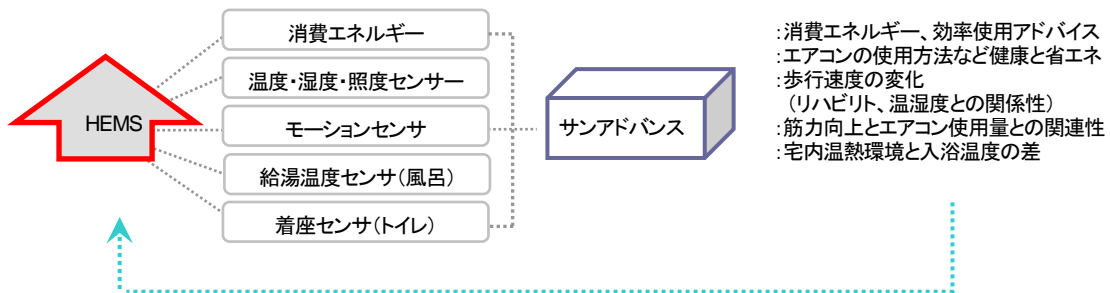 HEMS
消費エネルギー
温度・湿度・照度センサー
モーションセンサ
給湯温度センサ(風呂)
着座センサ(トイレ)
サンアドバンス
:消費エネルギー、効率使用アドバイス
:エアコンの使用方法など健康と省エネ
:歩行速度の変化
(リハビリト、温湿度との関係性)
:筋力向上とエアコン使用量との関連性
:宅内温熱環境と入浴温度の差